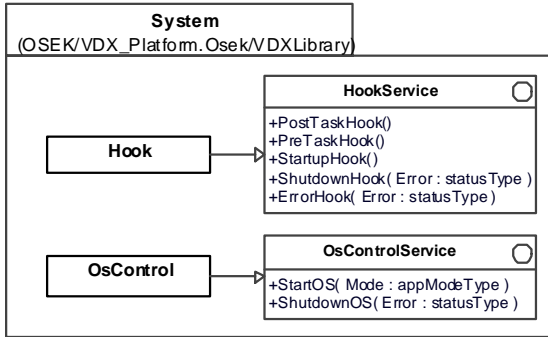 System
(OSEK/VDX_Platform.Osek/VDXLibrary)
HookService
+PostTaskHook()
+PreTaskHook()
+StartupHook()
+ShutdownHook( Error : statusType )
+ErrorHook( Error : statusType )
Hook
OsControlService
+StartOS( Mode : appModeType )
+ShutdownOS( Error : statusType )
OsControl